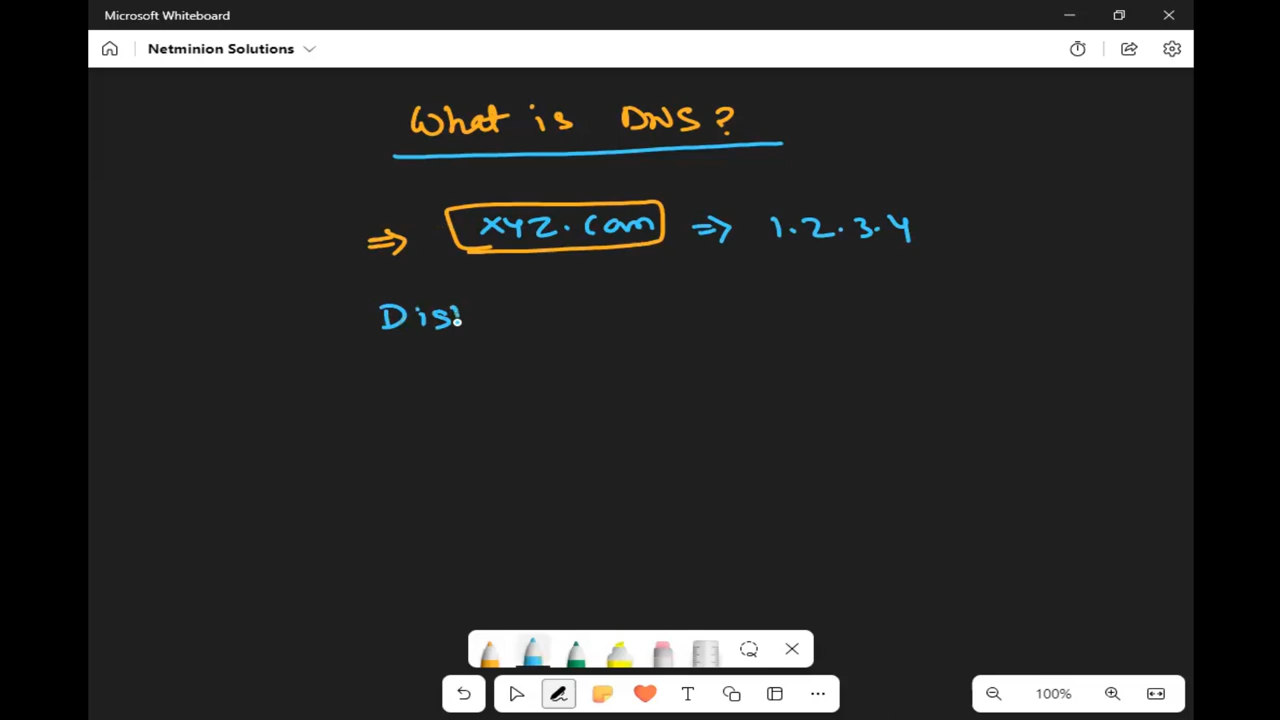 Microsoft Whiteboard
Netminion Solutions
What is DNS?
⇒ xyz.com ⇒ 1.2.3.4
Dis
100%